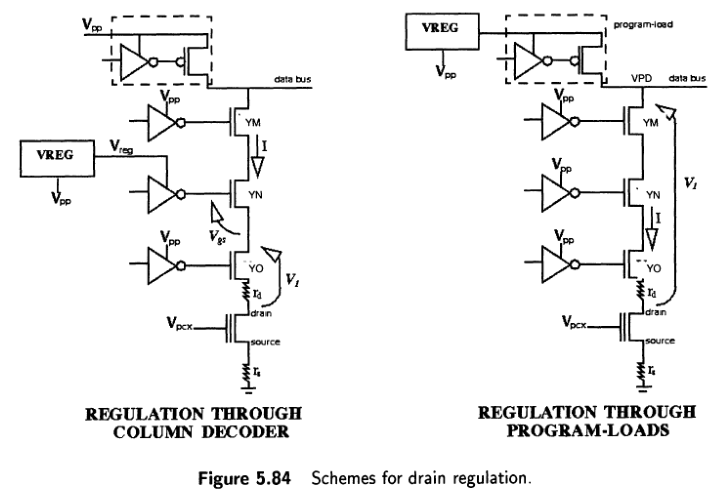 Vpp
data bus
Vpp
YM
I
VREG
Vreg
Vpp
YN
Vgs
Vpp
YO
V1
rd
drain
Vpcx
source
rs
REGULATION THROUGH
COLUMN DECODER
VREG
program-load
Vpp
VPD
data bus
Vpp
YM
Vpp
YN
V1
I
Vpp
YO
rd
drain
Vpcx
source
rs
REGULATION THROUGH
PROGRAM-LOADS
Figure 5.84 Schemes for drain regulation.